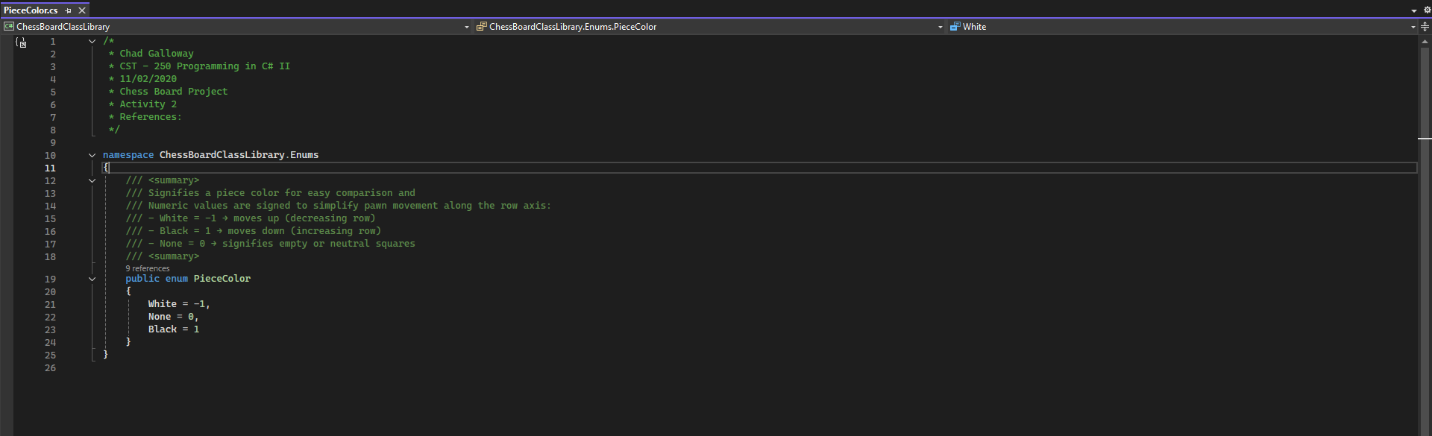 PieceColor.cs
ChessBoardClassLibrary
ChessBoardClassLibrary.Enums.PieceColor
White
1 /*
2 * Chad Galloway
3 * CST - 250 Programming in C# II
4 * 11/02/2020
5 * Chess Board Project
6 * Activity 2
7 * References:
8 */
9
10 namespace ChessBoardClassLibrary.Enums
11 {
12 /// <summary>
13 /// Signifies a piece color for easy comparison and
14 /// Numeric values are signed to simplify pawn movement along the row axis:
15 /// - White = -1 → moves up (decreasing row)
16 /// - Black = 1 → moves down (increasing row)
17 /// - None = 0 → signifies empty or neutral squares
18 /// <summary>
9 references
19 public enum PieceColor
20 {
21 White = -1,
22 None = 0,
23 Black = 1
24 }
25 }
26